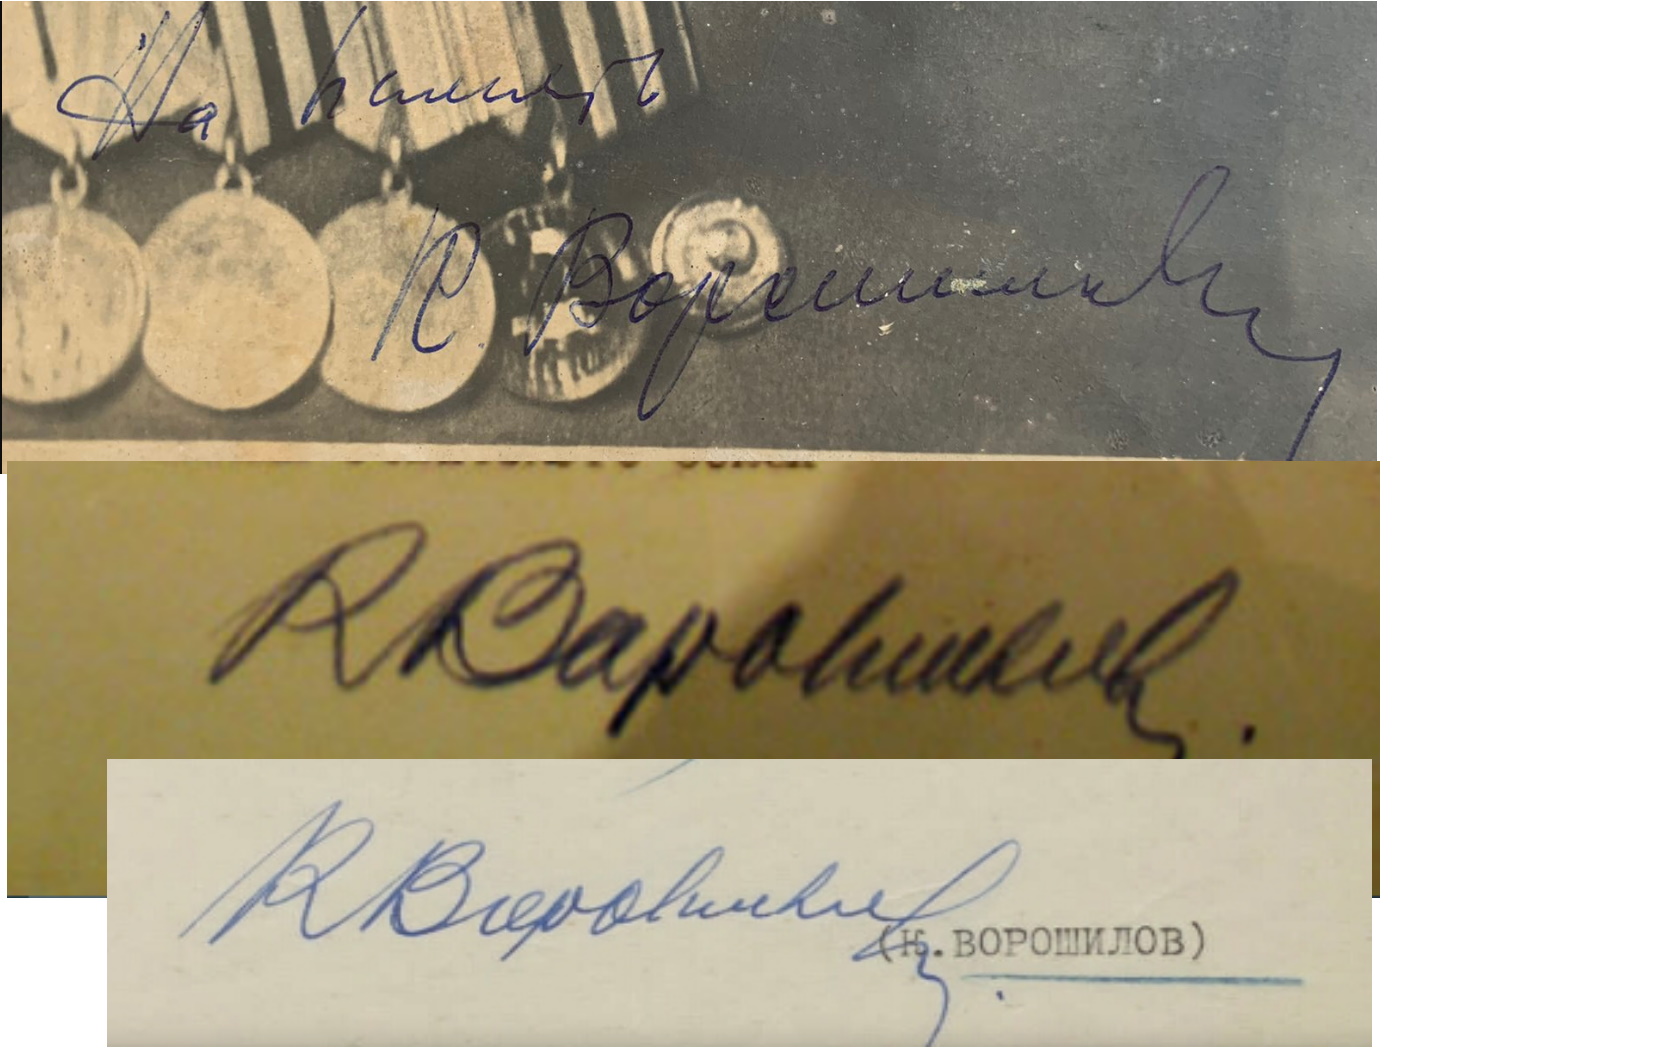 На память
К. Ворошилов
К Ворошилов.
К Ворошилов.
(К.ВОРОШИЛОВ)